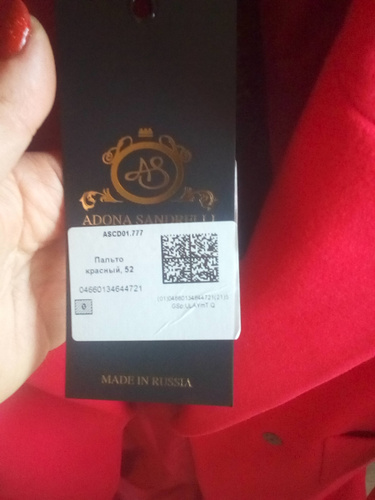 AS
ADONA SANDRELLI
ASCD01.777
Пальто
красный, 52
04660134644721
0
MADE IN RUSSIA